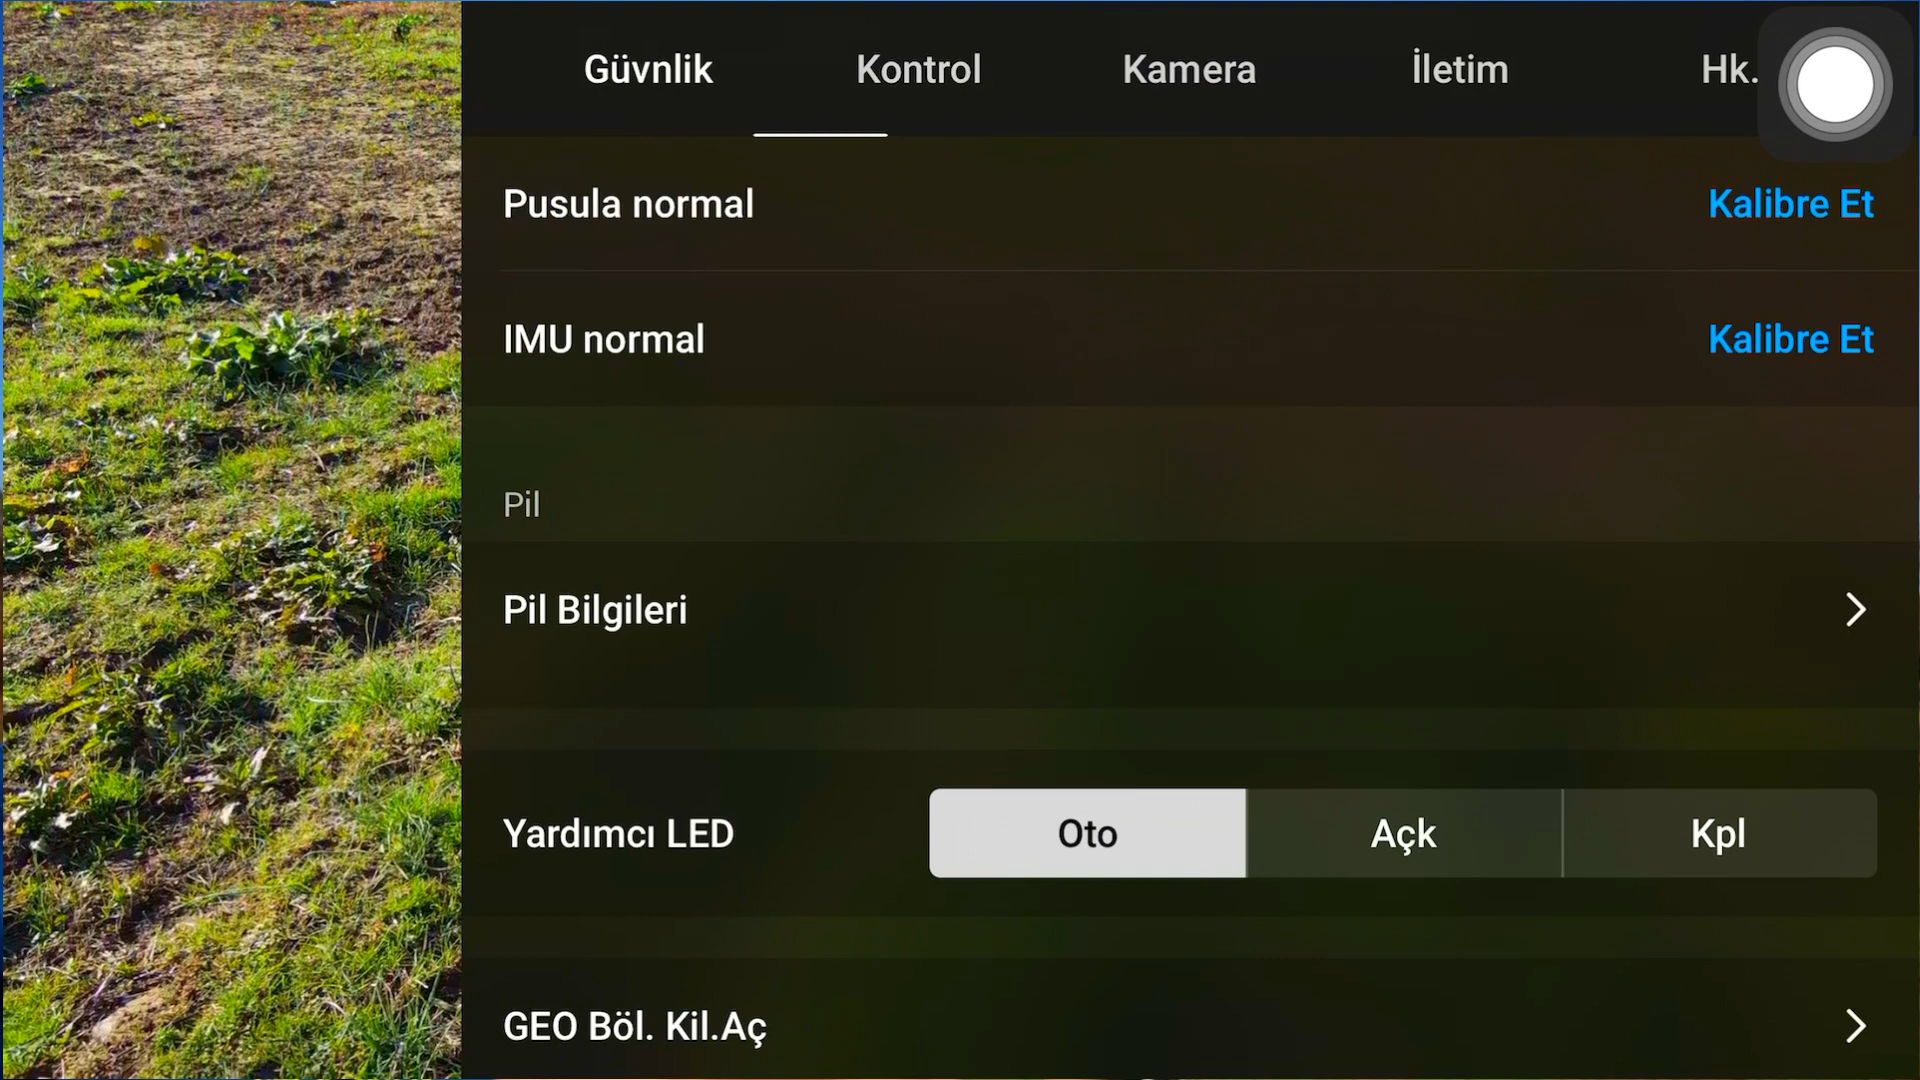 Güvnlik Kontrol Kamera İletim Hk.
Pusula normal Kalibre Et
IMU normal Kalibre Et
Pil
Pil Bilgileri
Yardımcı LED Oto Açk Kpl
GEO Böl. Kil.Aç